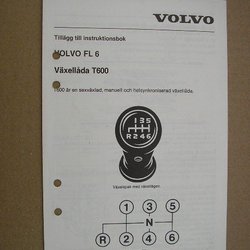 VOLVO
Tillägg till instruktionsbok
VOLVO FL 6
Växellåda T600
T600 är en sexväxlad, manuell och helsynkroniserad växellåda.
1 3 5
R 2 4 6
Växelspak med växellägen.
1 3 5
N
R 2 4 6